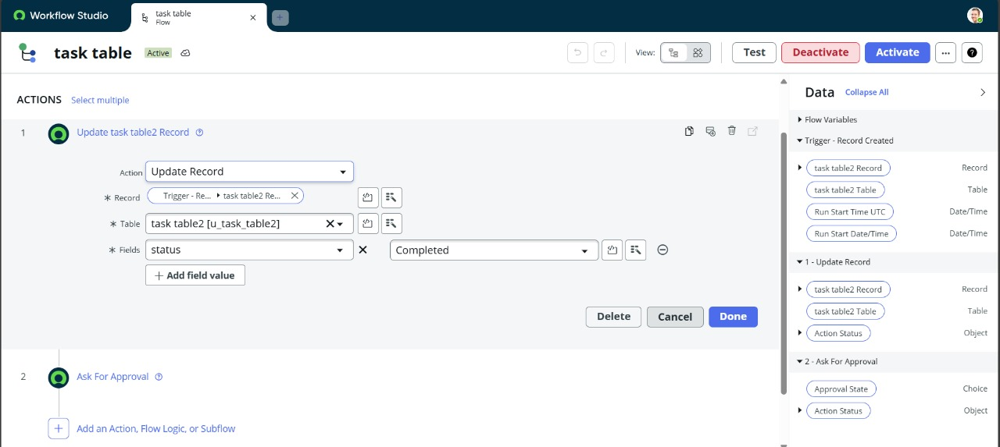 Workflow Studio
task table
Flow
task table
Active
View:
Test
Deactivate
Activate
...
?
ACTIONS
Select multiple
1
Update task table2 Record
Action
Update Record
* Record
Trigger - Re... task table2 Re...
* Table
task table2 [u_task_table2]
* Fields
status
Completed
+ Add field value
Delete
Cancel
Done
2
Ask For Approval
Add an Action, Flow Logic, or Subflow
Data
Collapse All
Flow Variables
Trigger - Record Created
task table2 Record Record
task table2 Table Table
Run Start Time UTC Date/Time
Run Start Date/Time Date/Time
1 - Update Record
task table2 Record Record
task table2 Table Table
Action Status Object
2 - Ask For Approval
Approval State Choice
Action Status Object